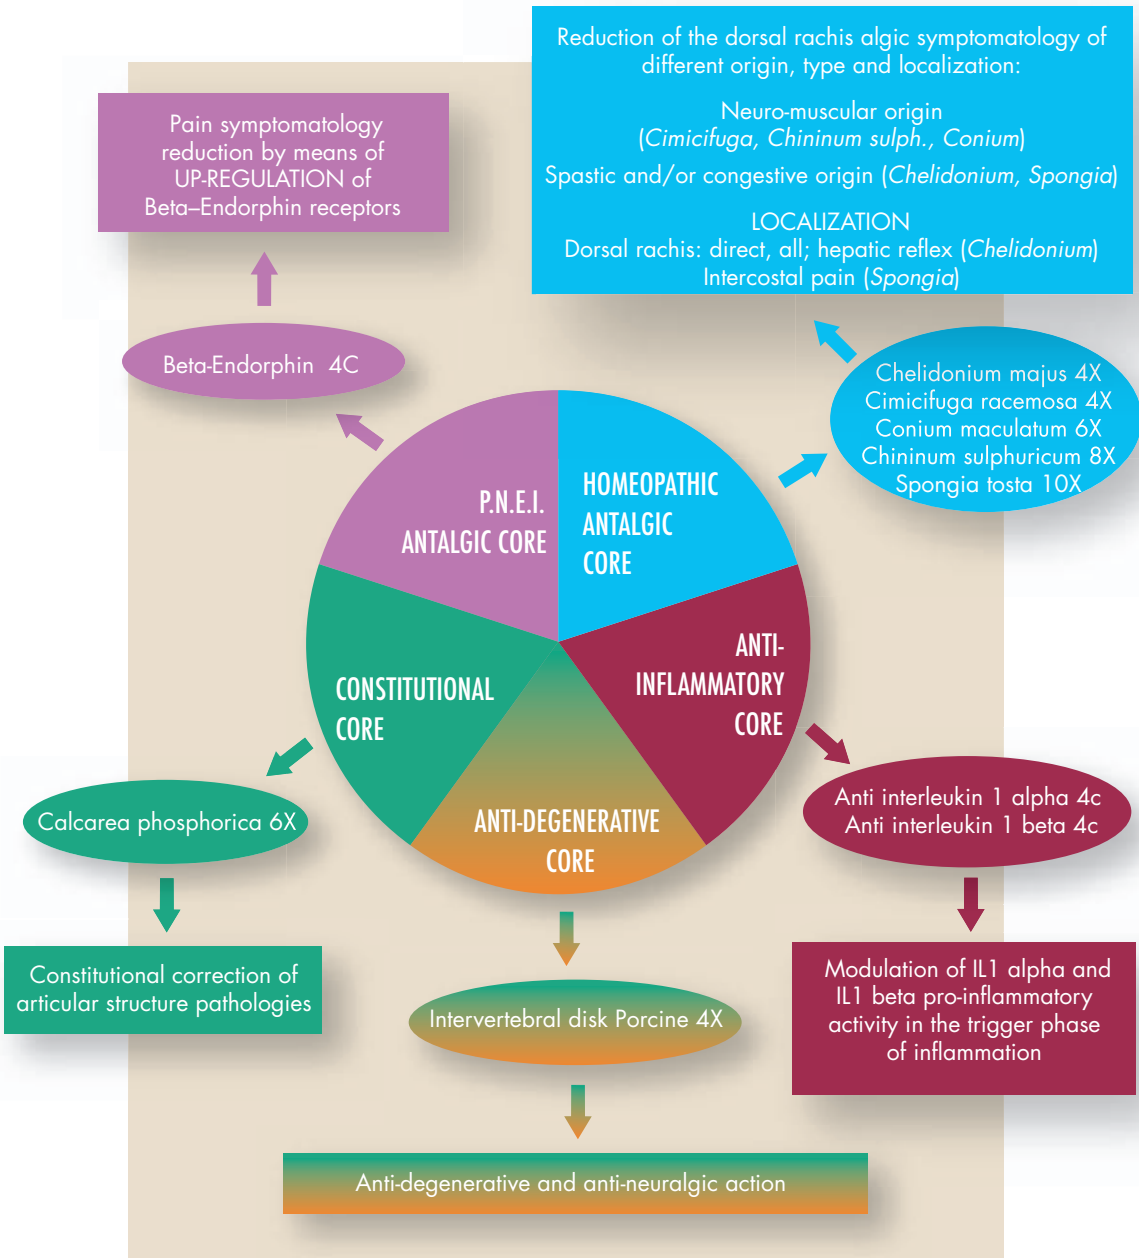 Reduction of the dorsal rachis algic symptomatology of
different origin, type and localization:
Neuro-muscular origin
(Cimicifuga, Chininum sulph., Conium)
Spastic and/or congestive origin (Chelidonium, Spongia)
LOCALIZATION
Dorsal rachis: direct, all; hepatic reflex (Chelidonium)
Intercostal pain (Spongia)
Pain symptomatology
reduction by means of
UP-REGULATION of
Beta–Endorphin receptors
Beta-Endorphin 4C
Chelidonium majus 4X
Cimicifuga racemosa 4X
Conium maculatum 6X
Chininum sulphuricum 8X
Spongia tosta 10X
P.N.E.I.
ANTALGIC CORE
HOMEOPATHIC
ANTALGIC
CORE
CONSTITUTIONAL
CORE
ANTI-
INFLAMMATORY
CORE
ANTI-DEGENERATIVE
CORE
Calcarea phosphorica 6X
Anti interleukin 1 alpha 4c
Anti interleukin 1 beta 4c
Constitutional correction of
articular structure pathologies
Intervertebral disk Porcine 4X
Modulation of IL1 alpha and
IL1 beta pro-inflammatory
activity in the trigger phase
of inflammation
Anti-degenerative and anti-neuralgic action